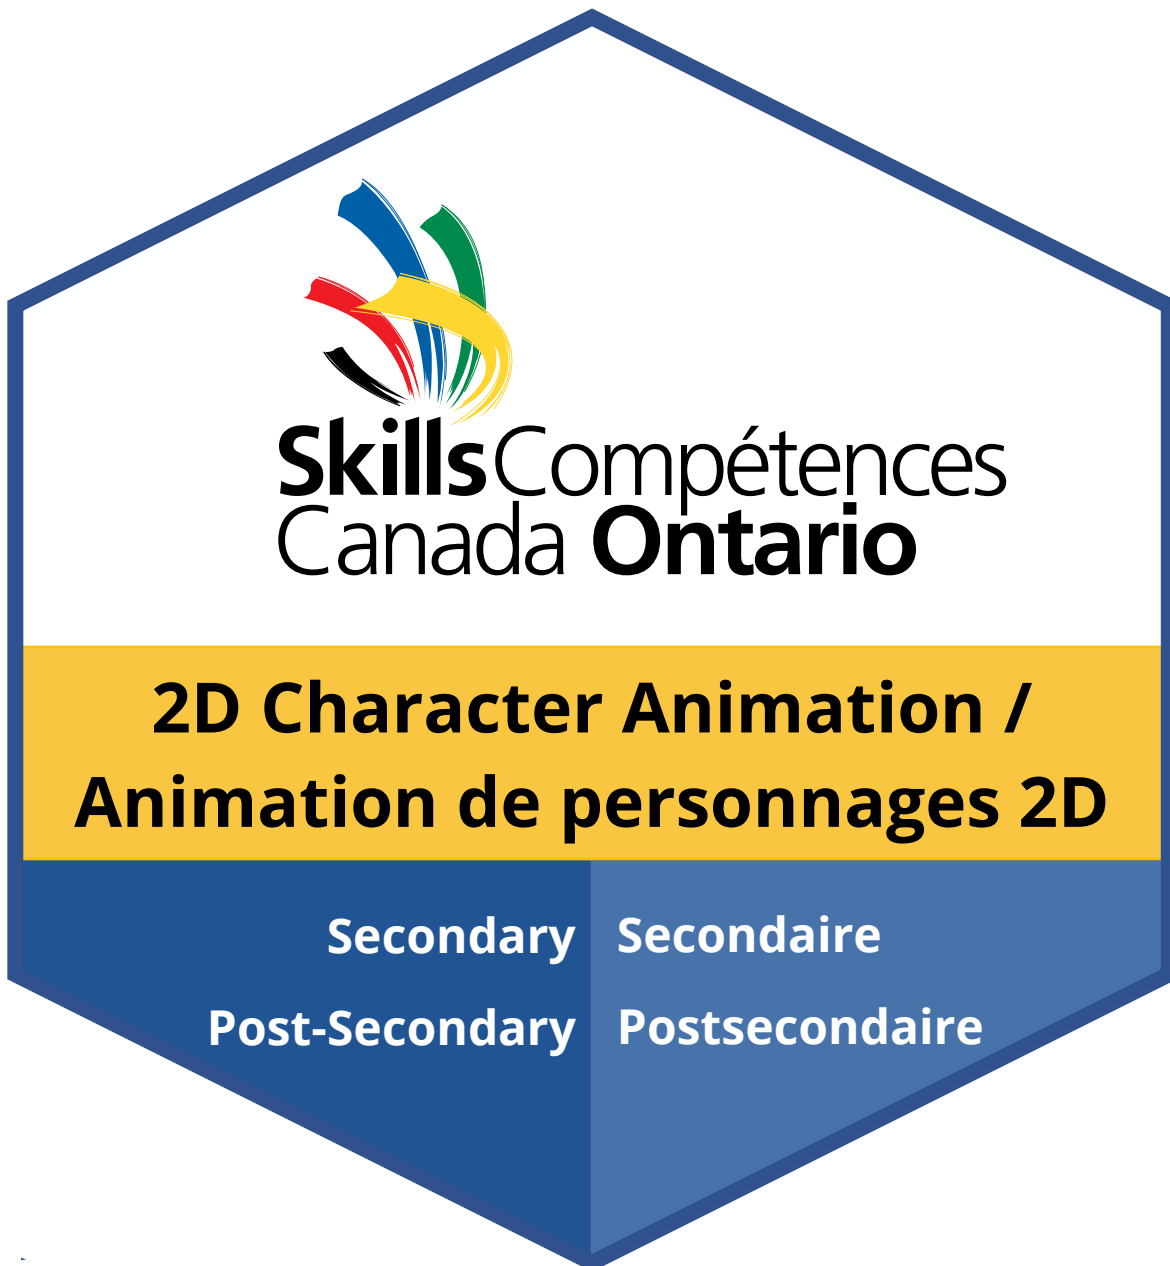 Skills Compétences
Canada Ontario
2D Character Animation /
Animation de personnages 2D
Secondary
Post-Secondary
Secondaire
Postsecondaire